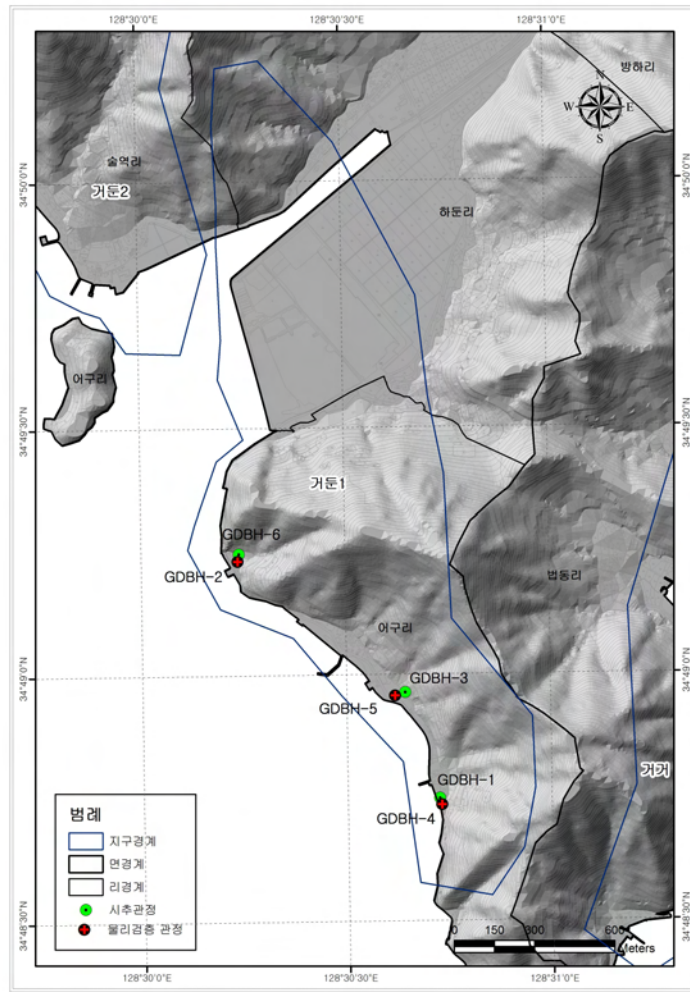 128°30'0"E
128°30'30"E
128°31'0"E
방하리
N
W
E
S
34°50'0"N
34°50'0"N
술역리
거둔2
하둔리
어구리
34°49'30"N
34°49'30"N
거둔1
GDBH-6
GDBH-2
법동리
어구리
34°49'0"N
34°49'0"N
GDBH-3
GDBH-5
거거
GDBH-1
GDBH-4
범례
지구경계
면경계
리경계
시추관정
물리검층 관정
34°48'30"N
34°48'30"N
0 150 300 600
Meters
128°30'0"E
128°30'30"E
128°31'0"E